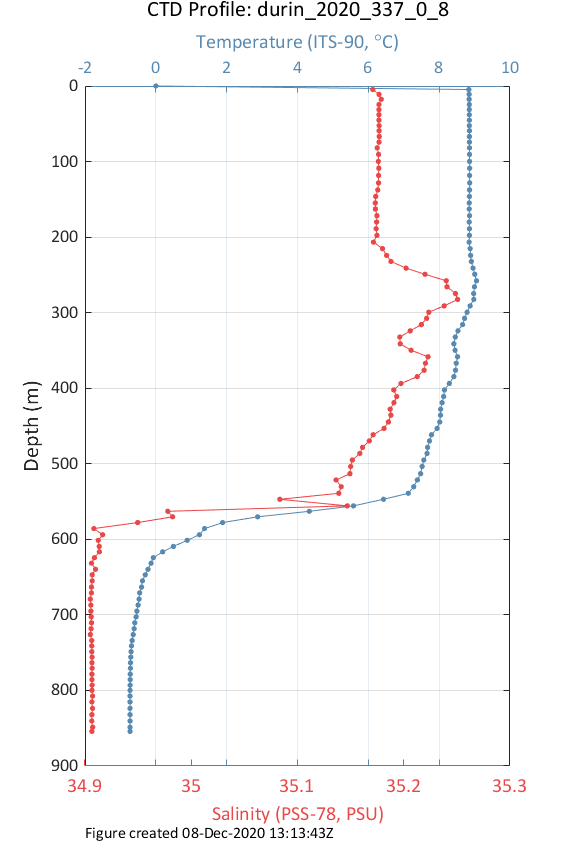 CTD Profile: durin_2020_337_0_8
Temperature (ITS-90, °C)
-2 0 2 4 6 8 10
0
100
200
300
400
500
600
700
800
900
Depth (m)
34.9 35 35.1 35.2 35.3
Salinity (PSS-78, PSU)
Figure created 08-Dec-2020 13:13:43Z